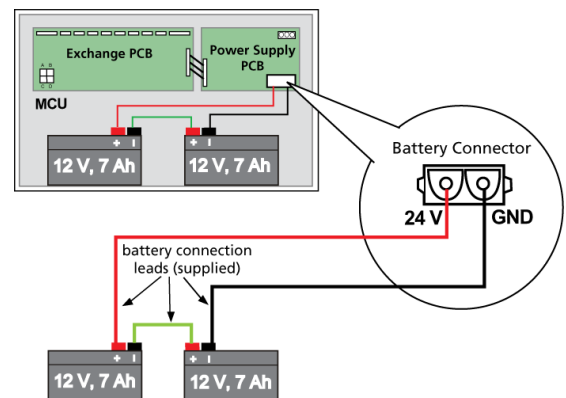 Exchange PCB
Power Supply
PCB
A B
C D
MCU
+ I + I
12 V, 7 Ah
12 V, 7 Ah
Battery Connector
24 V
GND
battery connection
leads (supplied)
+ I + I
12 V, 7 Ah
12 V, 7 Ah